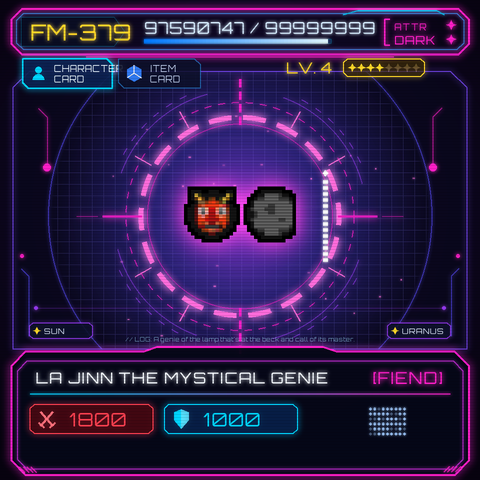 FM-379
97590747 / 99999999
ATTR
DARK
CHARACTER
CARD
ITEM
CARD
LV. 4
SUN
URANUS
// LOG: A genie of the lamp that is at the beck and call of its master.
LA JINN THE MYSTICAL GENIE
[FIEND]
1800
1000